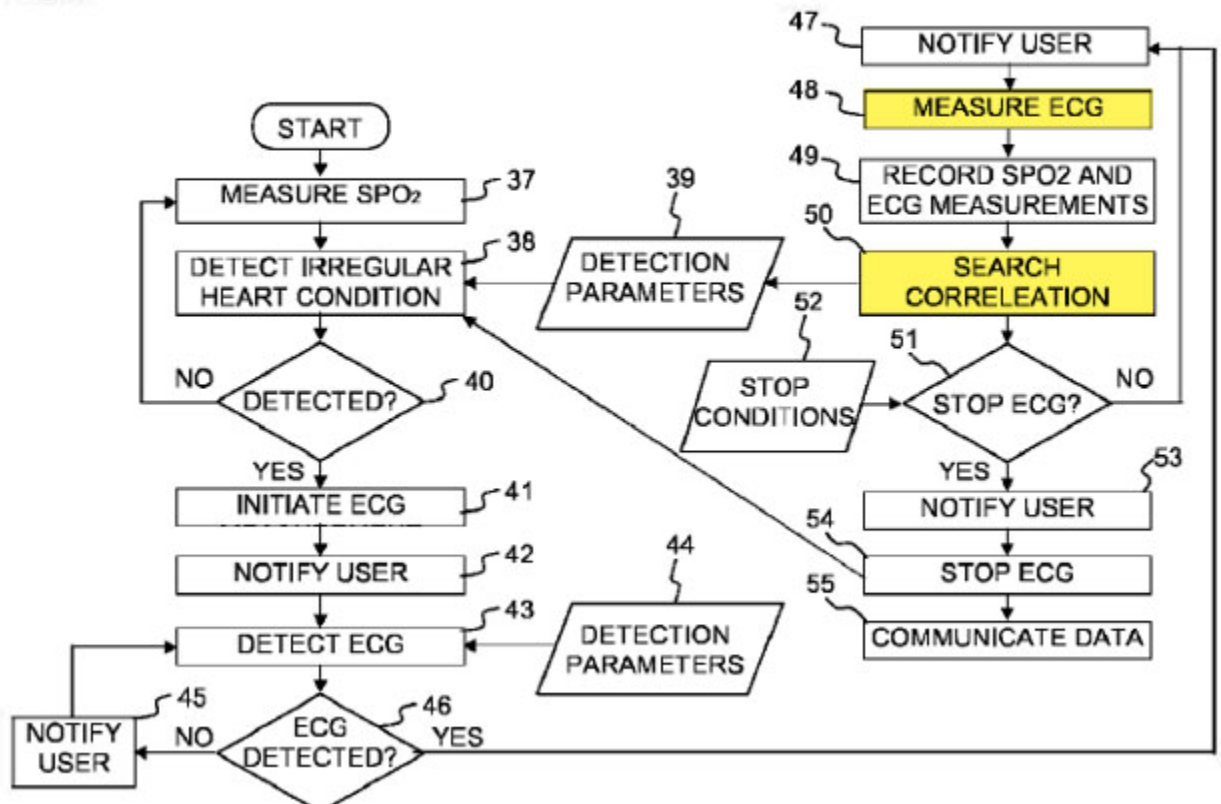 START
MEASURE SPO2
37
DETECT IRREGULAR
HEART CONDITION
38
DETECTION
PARAMETERS
39
DETECTED?
40
NO
YES
INITIATE ECG
41
NOTIFY USER
42
DETECT ECG
43
DETECTION
PARAMETERS
44
NOTIFY
USER
45
ECG
DETECTED?
46
NO
YES
47
NOTIFY USER
48
MEASURE ECG
49
RECORD SPO2 AND
ECG MEASUREMENTS
50
SEARCH
CORRELEATION
51
STOP ECG?
NO
YES
52
STOP
CONDITIONS
53
NOTIFY USER
54
STOP ECG
55
COMMUNICATE DATA